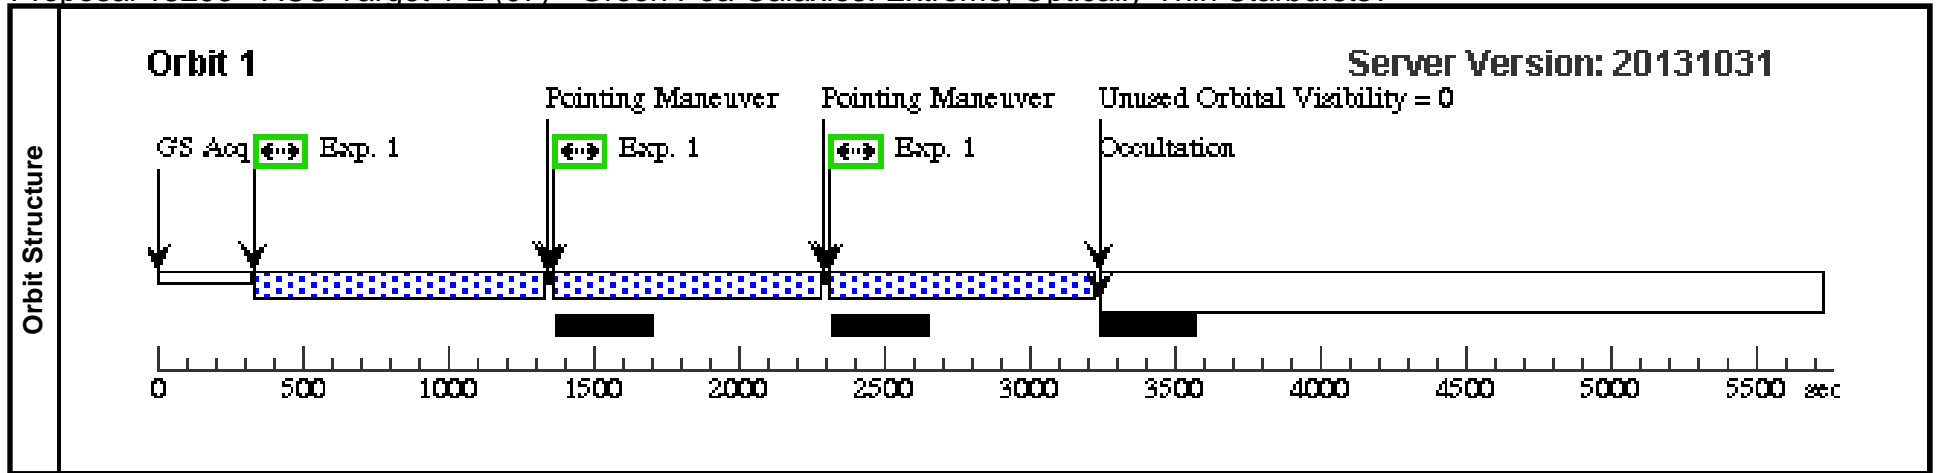 Orbit Structure
Orbit 1
Server Version: 20131031
Pointing Maneuver
Pointing Maneuver
Unused Orbital Visibility = 0
GS Acq
Exp. 1
Exp. 1
Exp. 1
Occultation
0 500 1000 1500 2000 2500 3000 3500 4000 4500 5000 5500 sec